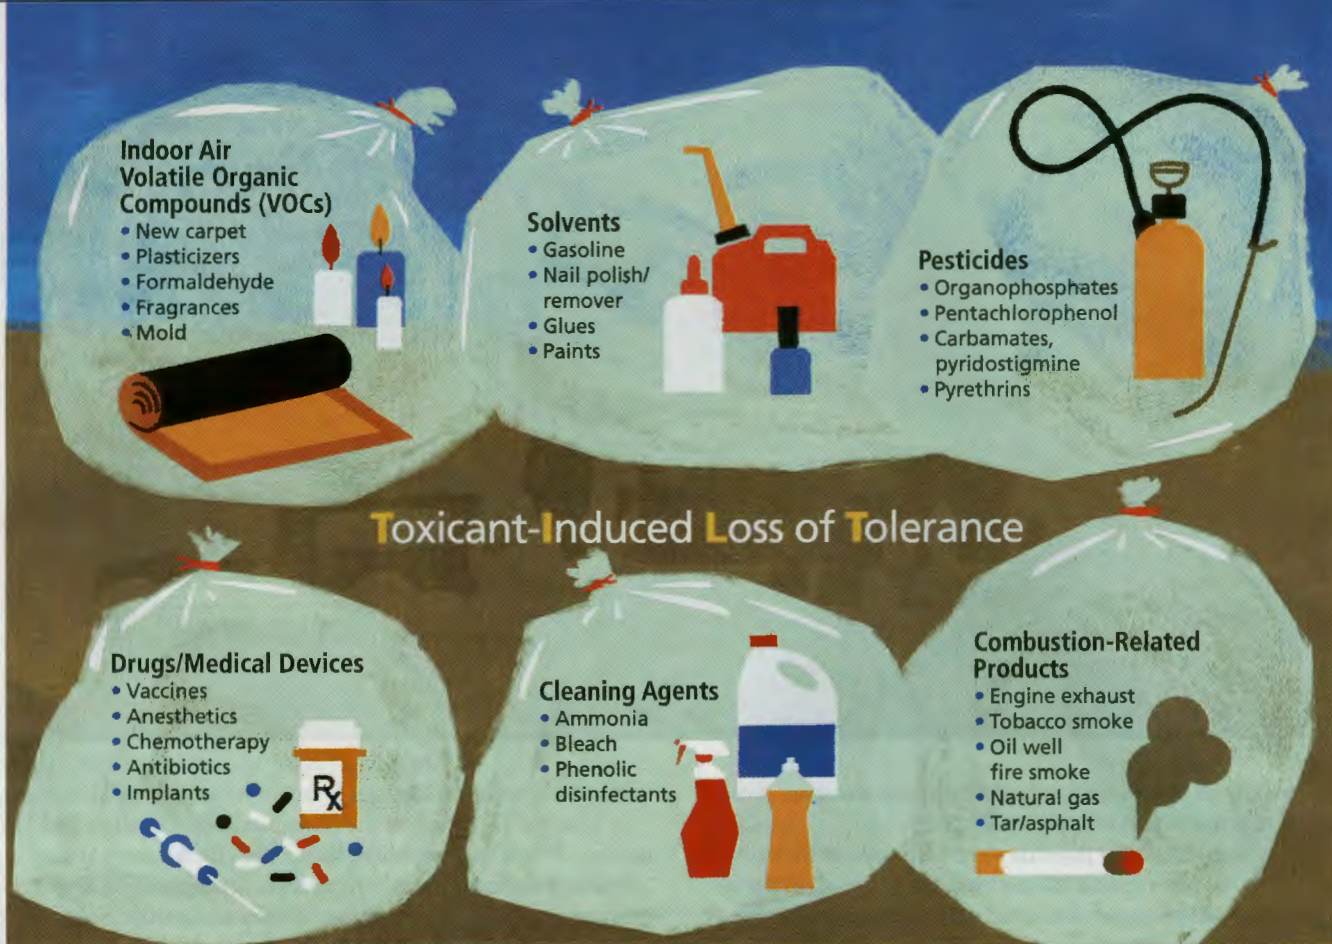 Indoor Air
Volatile Organic
Compounds (VOCs)
• New carpet
• Plasticizers
• Formaldehyde
• Fragrances
• Mold
Solvents
• Gasoline
• Nail polish/
remover
• Glues
• Paints
Pesticides
• Organophosphates
• Pentachlorophenol
• Carbamates,
pyridostigmine
• Pyrethrins
Toxicant-Induced Loss of Tolerance
Drugs/Medical Devices
• Vaccines
• Anesthetics
• Chemotherapy
• Antibiotics
• Implants
Rx
Cleaning Agents
• Ammonia
• Bleach
• Phenolic
disinfectants
Combustion-Related
Products
• Engine exhaust
• Tobacco smoke
• Oil well
fire smoke
• Natural gas
• Tar/asphalt